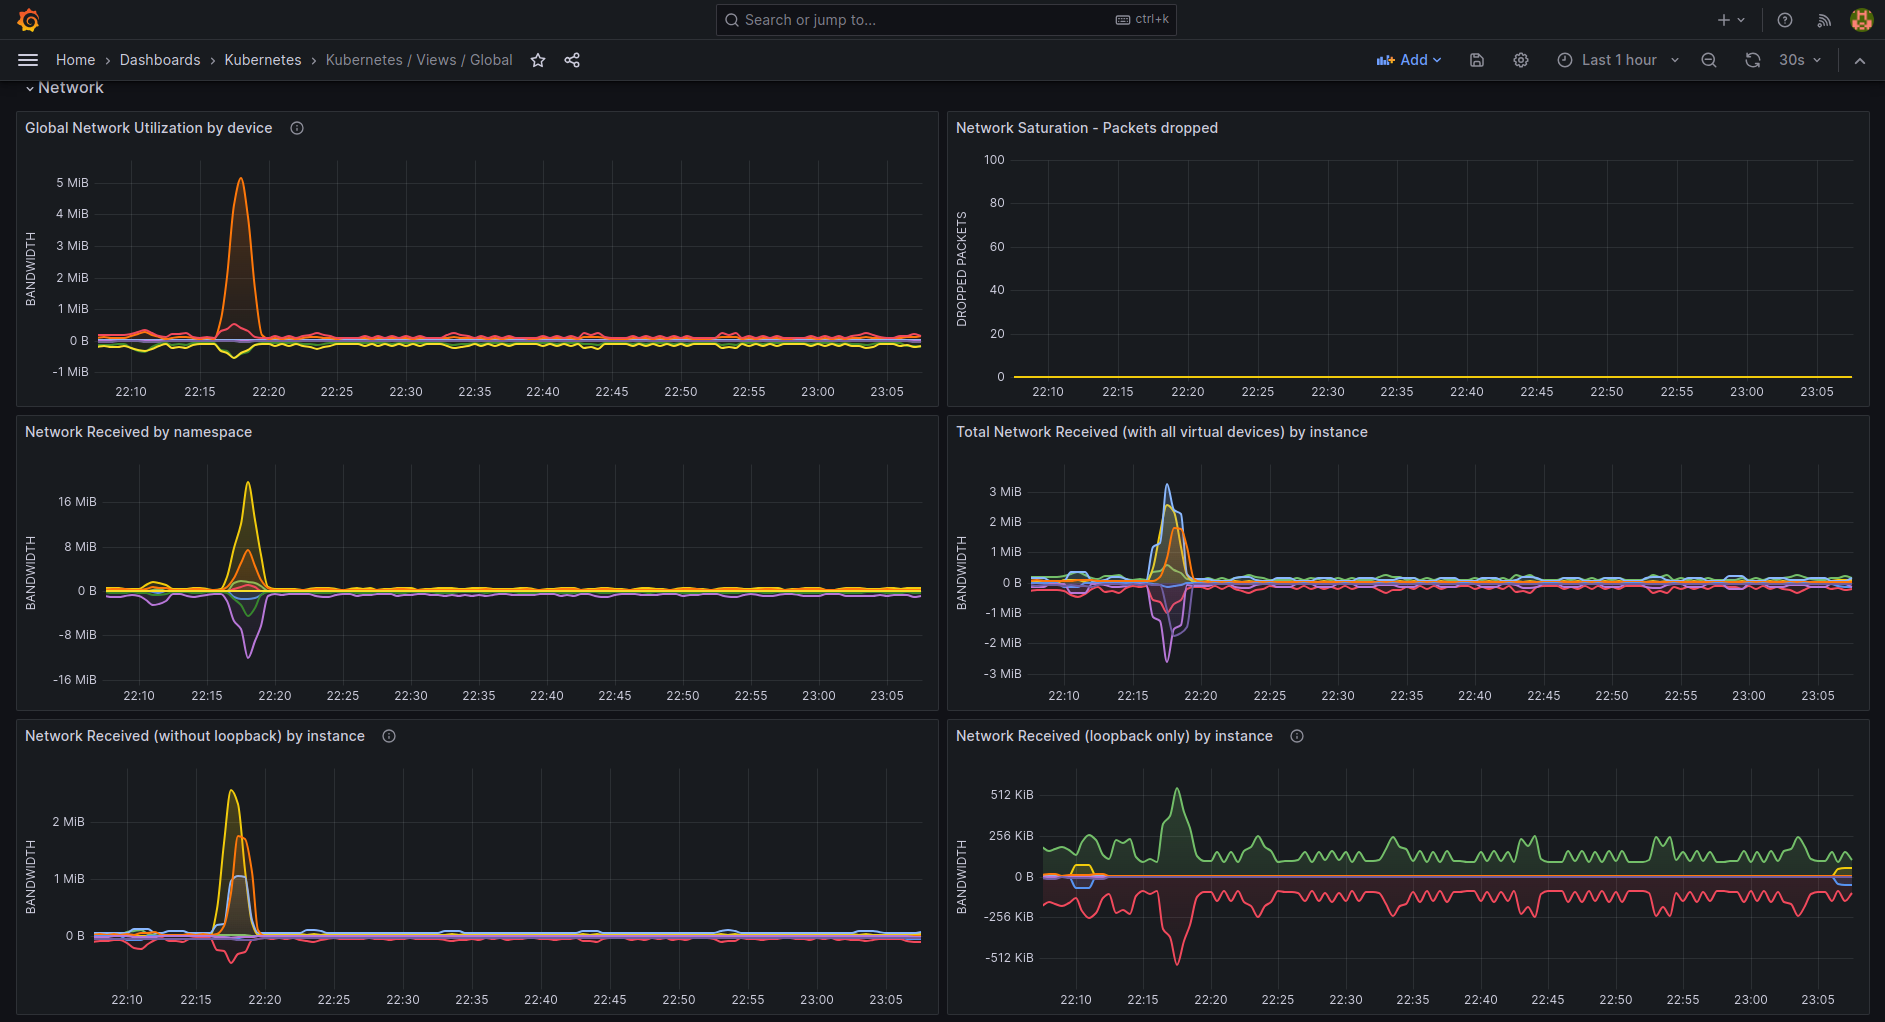 Search or jump to... ctrl+k
Home › Dashboards › Kubernetes › Kubernetes / Views / Global Add Last 1 hour 30s
Network
Global Network Utilization by device
BANDWIDTH
5 MiB
4 MiB
3 MiB
2 MiB
1 MiB
0 B
-1 MiB
22:10 22:15 22:20 22:25 22:30 22:35 22:40 22:45 22:50 22:55 23:00 23:05
Network Saturation - Packets dropped
DROPPED PACKETS
100
80
60
40
20
0
22:10 22:15 22:20 22:25 22:30 22:35 22:40 22:45 22:50 22:55 23:00 23:05
Network Received by namespace
BANDWIDTH
16 MiB
8 MiB
0 B
-8 MiB
-16 MiB
22:10 22:15 22:20 22:25 22:30 22:35 22:40 22:45 22:50 22:55 23:00 23:05
Total Network Received (with all virtual devices) by instance
BANDWIDTH
3 MiB
2 MiB
1 MiB
0 B
-1 MiB
-2 MiB
-3 MiB
22:10 22:15 22:20 22:25 22:30 22:35 22:40 22:45 22:50 22:55 23:00 23:05
Network Received (without loopback) by instance
BANDWIDTH
2 MiB
1 MiB
0 B
22:10 22:15 22:20 22:25 22:30 22:35 22:40 22:45 22:50 22:55 23:00 23:05
Network Received (loopback only) by instance
BANDWIDTH
512 KiB
256 KiB
0 B
-256 KiB
-512 KiB
22:10 22:15 22:20 22:25 22:30 22:35 22:40 22:45 22:50 22:55 23:00 23:05